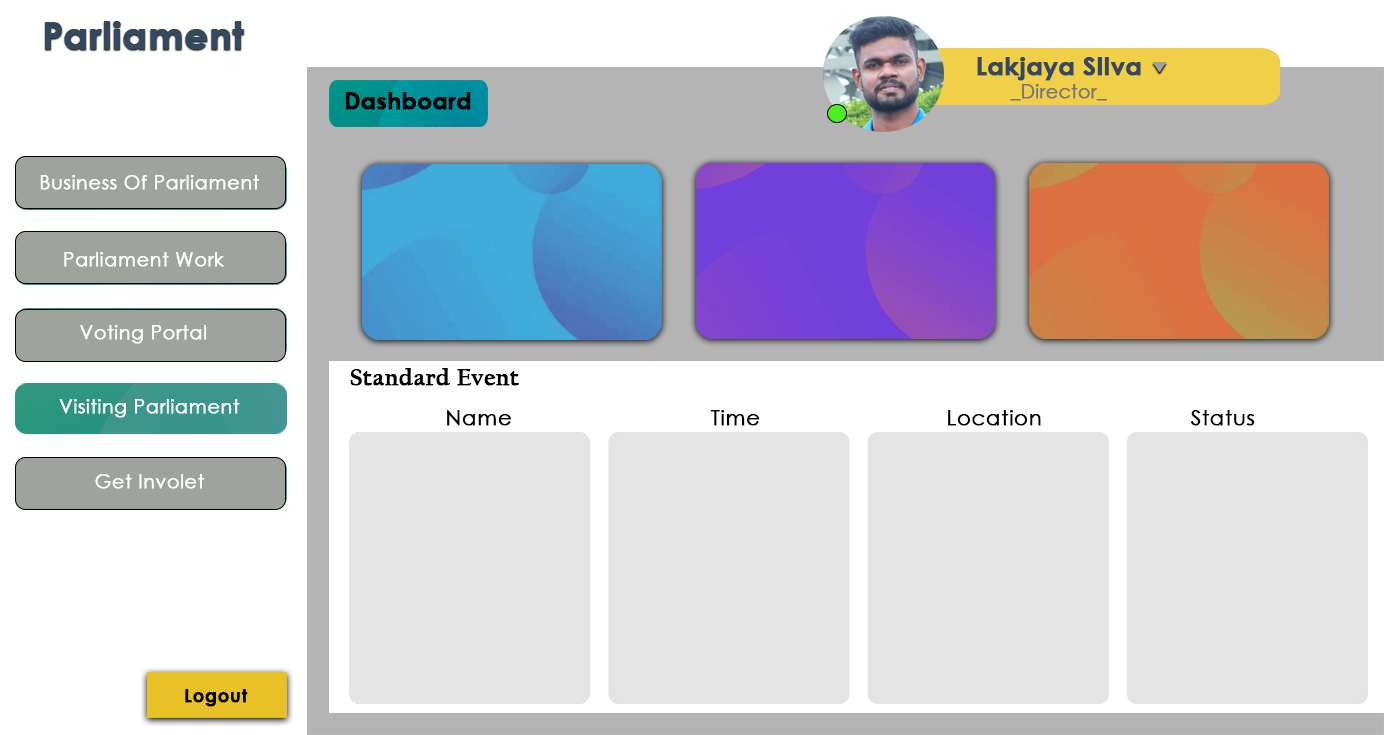 Parliament
Lakjaya SIlva
_Director_
Dashboard
Business Of Parliament
Parliament Work
Voting Portal
Visiting Parliament
Get Involet
Logout
Standard Event
Name Time Location Status